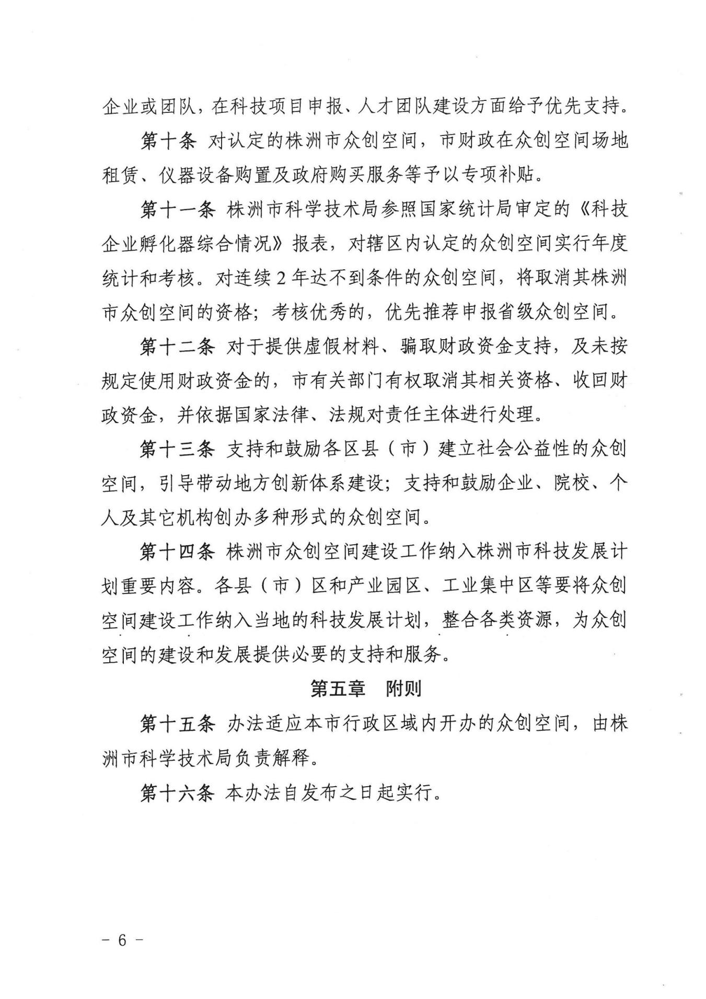 企业或团队，在科技项目申报、人才团队建设方面给予优先支持。
第十条 对认定的株洲市众创空间，市财政在众创空间场地
租赁、仪器设备购置及政府购买服务等予以专项补贴。
第十一条 株洲市科学技术局参照国家统计局审定的《科技
企业孵化器综合情况》报表，对辖区内认定的众创空间实行年度
统计和考核。对连续2年达不到条件的众创空间，将取消其株洲
市众创空间的资格；考核优秀的，优先推荐申报省级众创空间。
第十二条 对于提供虚假材料、骗取财政资金支持，及未按
规定使用财政资金的，市有关部门有权取消其相关资格、收回财
政资金，并依据国家法律、法规对责任主体进行处理。
第十三条 支持和鼓励各区县（市）建立社会公益性的众创
空间，引导带动地方创新体系建设；支持和鼓励企业、院校、个
人及其它机构创办多种形式的众创空间。
第十四条 株洲市众创空间建设工作纳入株洲市科技发展计
划重要内容。各县（市）区和产业园区、工业集中区等要将众创
空间建设工作纳入当地的科技发展计划，整合各类资源，为众创
空间的建设和发展提供必要的支持和服务。
第五章 附则
第十五条 办法适应本市行政区域内开办的众创空间，由株
洲市科学技术局负责解释。
第十六条 本办法自发布之日起实行。
- 6 -